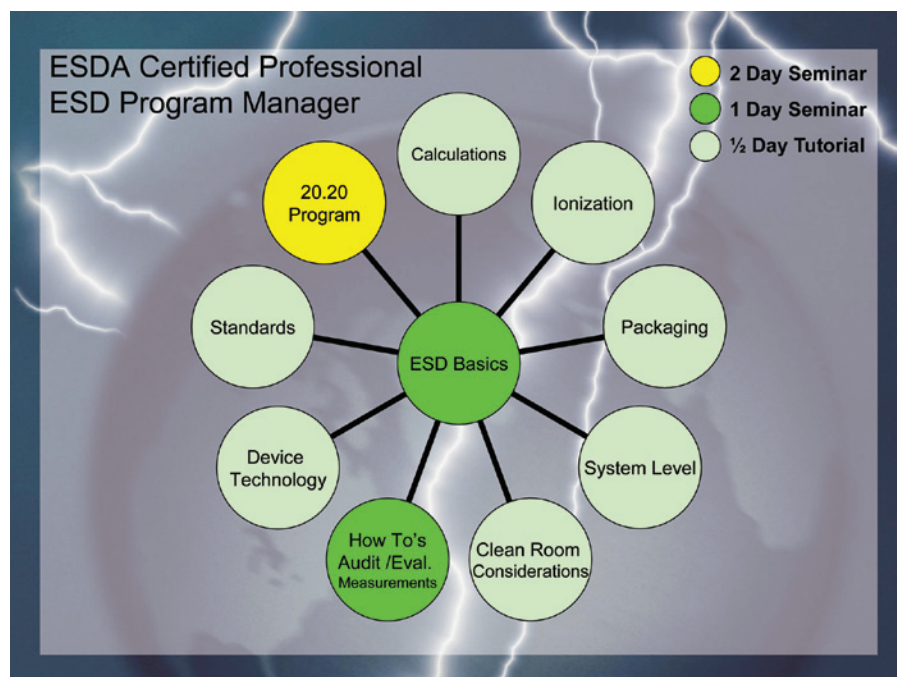 ESDA Certified Professional
ESD Program Manager
2 Day Seminar
1 Day Seminar
½ Day Tutorial
Calculations
20.20
Program
Ionization
Standards
Packaging
ESD Basics
Device
Technology
System Level
How To's
Audit /Eval.
Measurements
Clean Room
Considerations